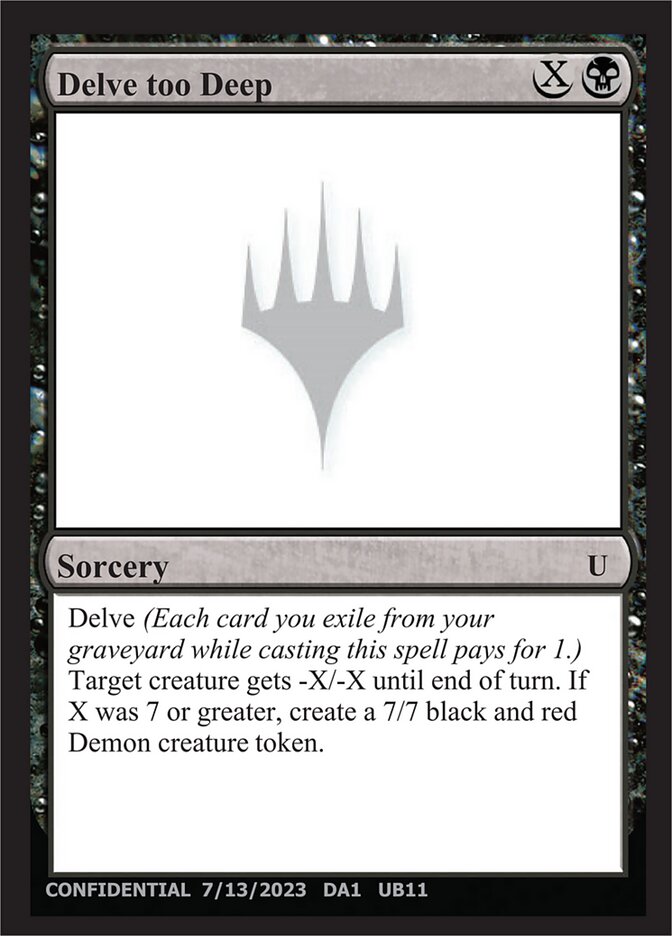 Delve too Deep X
Sorcery U
Delve (Each card you exile from your
graveyard while casting this spell pays for 1.)
Target creature gets -X/-X until end of turn. If
X was 7 or greater, create a 7/7 black and red
Demon creature token.
CONFIDENTIAL 7/13/2023 DA1 UB11